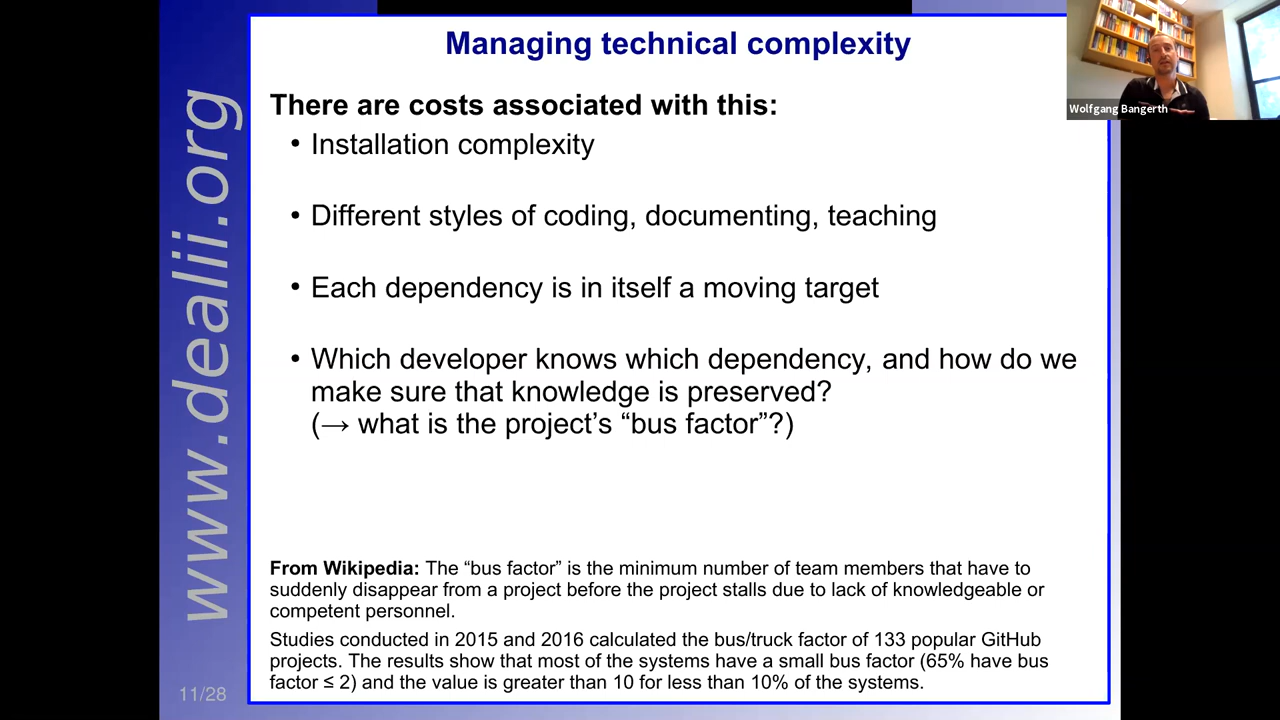 Managing technical complexity
There are costs associated with this:
• Installation complexity
• Different styles of coding, documenting, teaching
• Each dependency is in itself a moving target
• Which developer knows which dependency, and how do we
make sure that knowledge is preserved?
(→ what is the project’s “bus factor”?)
From Wikipedia: The “bus factor” is the minimum number of team members that have to
suddenly disappear from a project before the project stalls due to lack of knowledgeable or
competent personnel.
Studies conducted in 2015 and 2016 calculated the bus/truck factor of 133 popular GitHub
projects. The results show that most of the systems have a small bus factor (65% have bus
factor ≤ 2) and the value is greater than 10 for less than 10% of the systems.
www.dealii.org
11/28
Wolfgang Bangerth